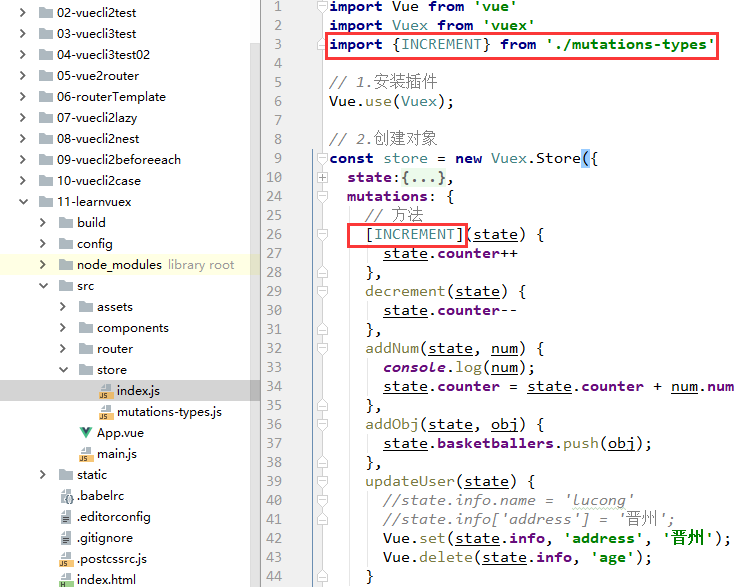 02-vuecli2test
03-vuecli3test
04-vuecli3test02
05-vue2router
06-routerTemplate
07-vuecli2lazy
08-vuecli2nest
09-vuecli2beforeeach
10-vuecli2case
11-learnvuex
build
config
node_modules library root
src
assets
components
router
store
index.js
mutations-types.js
App.vue
main.js
static
.babelrc
.editorconfig
.gitignore
.postcssrc.js
index.html
1 import Vue from 'vue'
2 import Vuex from 'vuex'
3 import {INCREMENT} from './mutations-types'
4
5 // 1.安装插件
6 Vue.use(Vuex);
7
8 // 2.创建对象
9 const store = new Vuex.Store({
10 state:{...},
24 mutations: {
25 // 方法
26 [INCREMENT](state) {
27 state.counter++
28 },
29 decrement(state) {
30 state.counter--
31 },
32 addNum(state, num) {
33 console.log(num);
34 state.counter = state.counter + num.num
35 },
36 addObj(state, obj) {
37 state.basketballers.push(obj);
38 },
39 updateUser(state) {
40 //state.info.name = 'lucong'
41 //state.info['address'] = '晋州';
42 Vue.set(state.info, 'address', '晋州');
43 Vue.delete(state.info, 'age');
44 }